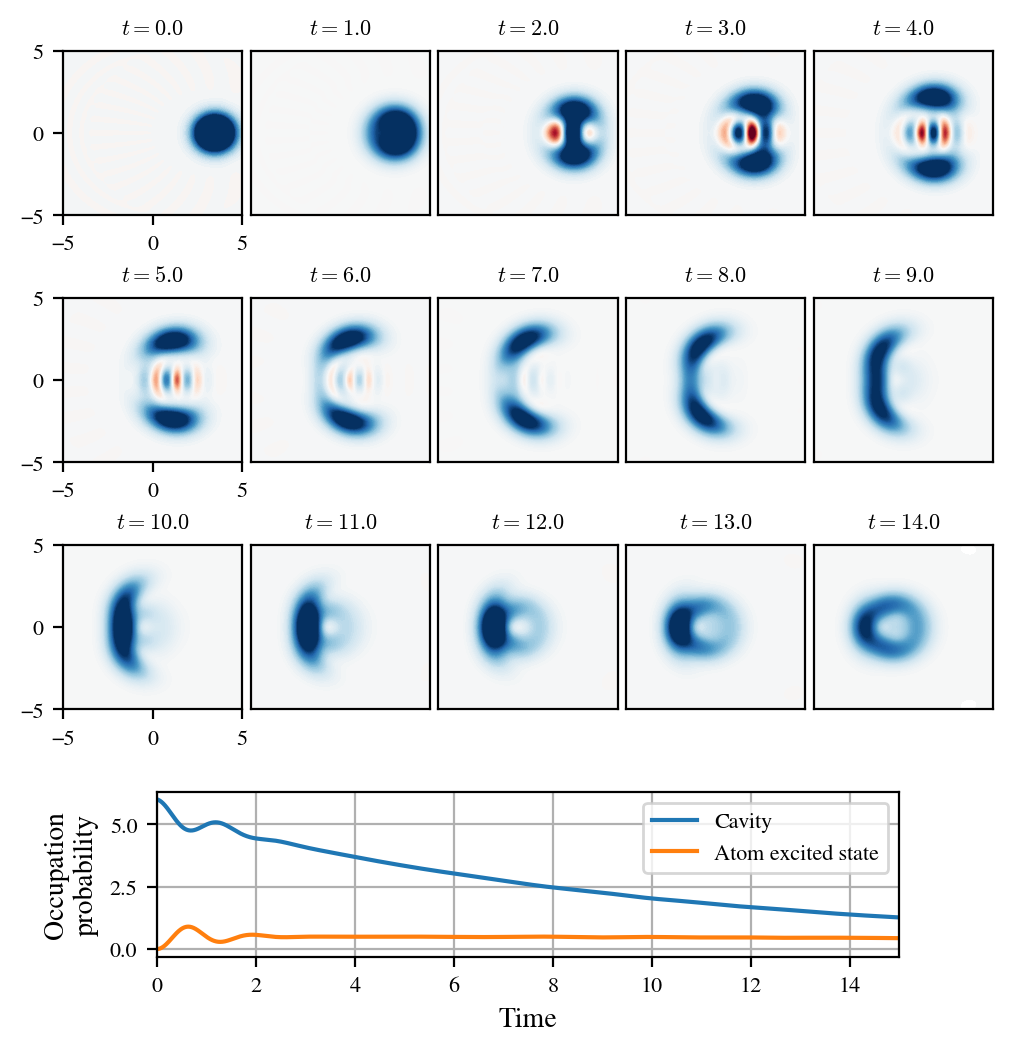 t = 0.0 t = 1.0 t = 2.0 t = 3.0 t = 4.0
5
0
−5
−5 0 5
t = 5.0 t = 6.0 t = 7.0 t = 8.0 t = 9.0
5
0
−5
−5 0 5
t = 10.0 t = 11.0 t = 12.0 t = 13.0 t = 14.0
5
0
−5
−5 0 5
Occupation
probability
5.0
2.5
0.0
Cavity
Atom excited state
0 2 4 6 8 10 12 14
Time